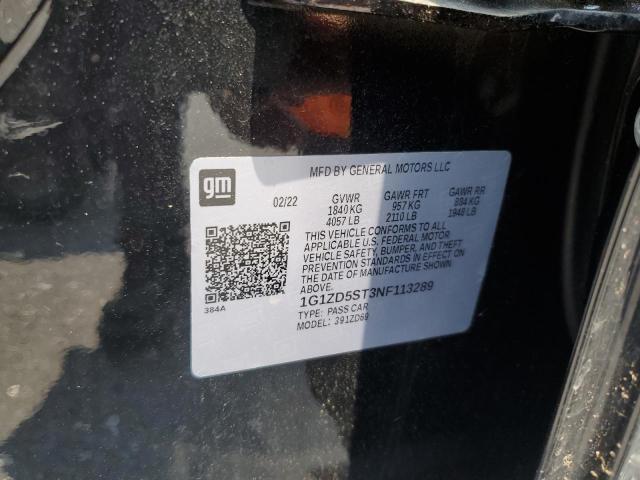 MFD BY GENERAL MOTORS LLC
gm
02/22 GVWR GAWR FRT GAWR RR
1840 KG 957 KG 884 KG
4057 LB 2110 LB 1948 LB
THIS VEHICLE CONFORMS TO ALL
APPLICABLE U.S. FEDERAL MOTOR
VEHICLE SAFETY, BUMPER, AND THEFT
PREVENTION STANDARDS IN EFFECT ON
THE DATE OF MANUFACTURE SHOWN
ABOVE.
384A
1G1ZD5ST3NF113289
TYPE: PASS CAR
MODEL: 391ZD69